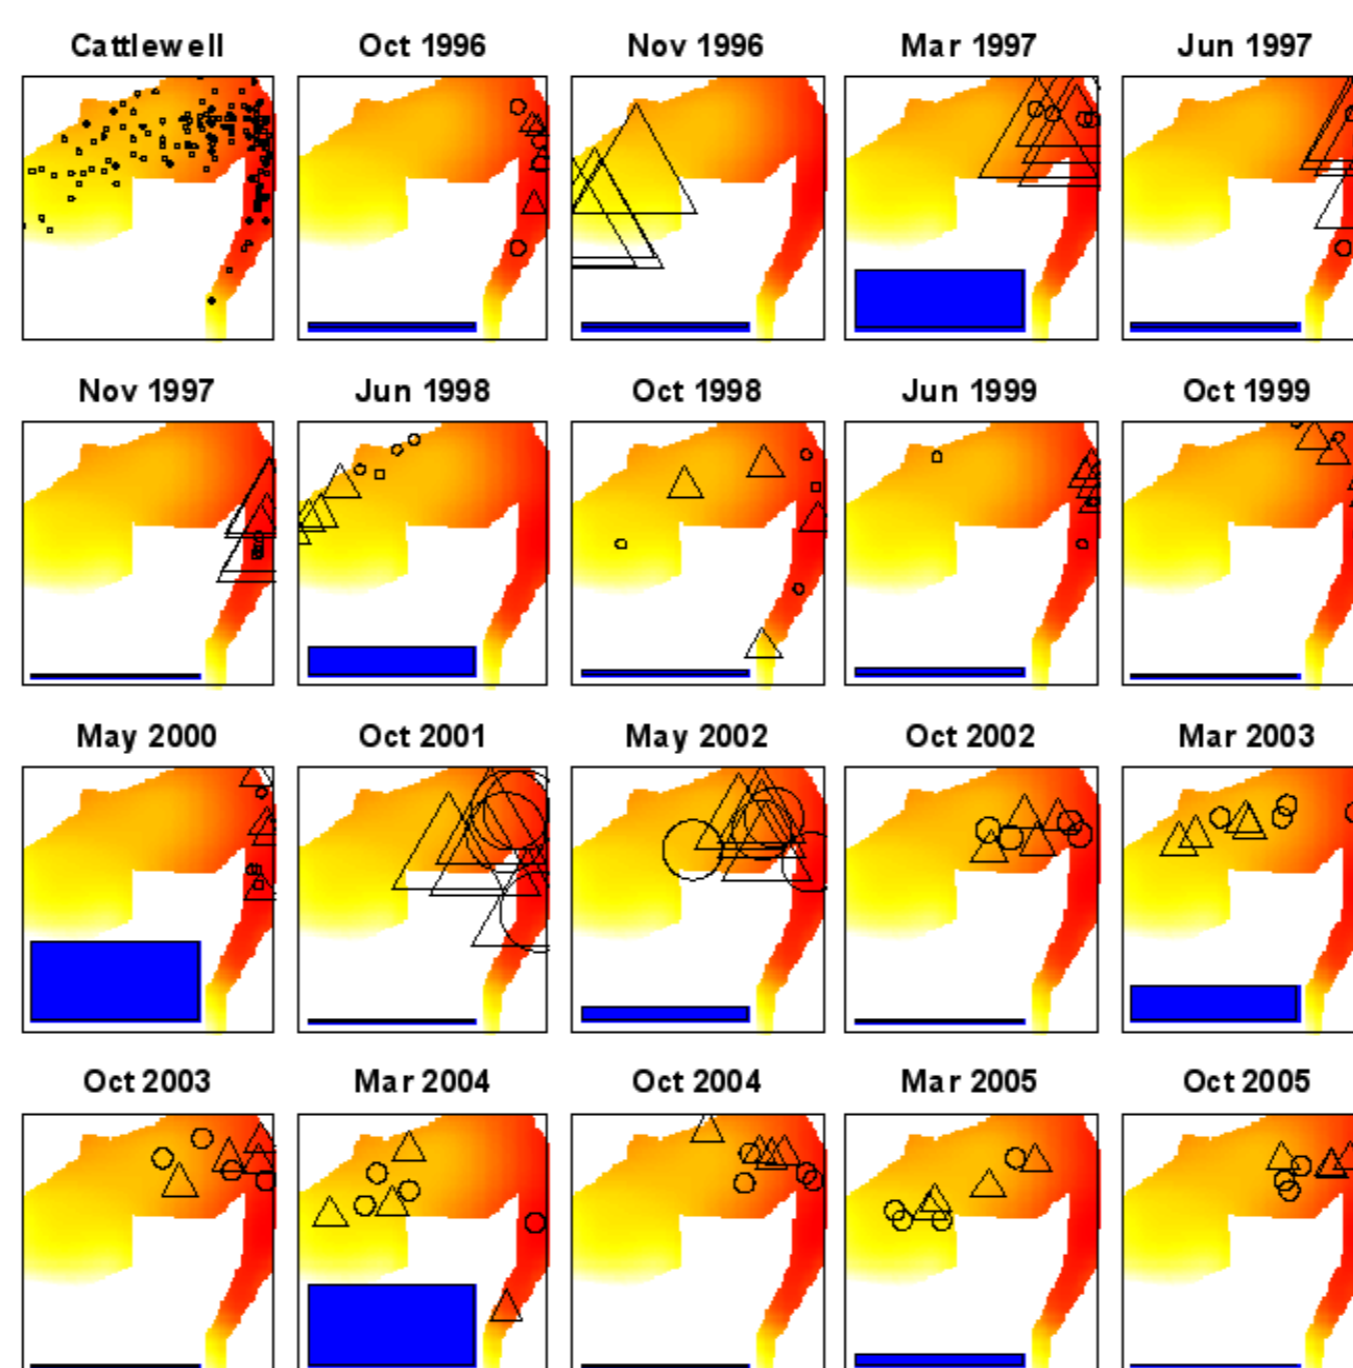 Cattlewell Oct 1996 Nov 1996 Mar 1997 Jun 1997
Nov 1997 Jun 1998 Oct 1998 Jun 1999 Oct 1999
May 2000 Oct 2001 May 2002 Oct 2002 Mar 2003
Oct 2003 Mar 2004 Oct 2004 Mar 2005 Oct 2005